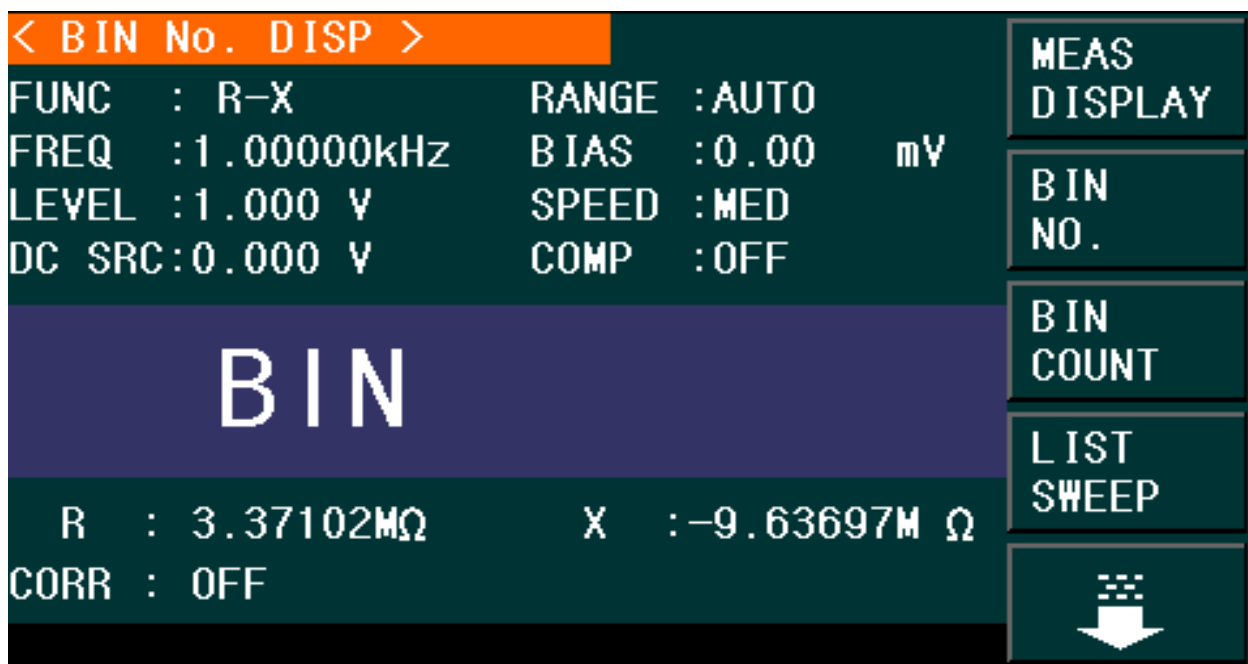 < BIN No. DISP >
FUNC : R-X RANGE :AUTO
FREQ :1.00000kHz BIAS :0.00 mV
LEVEL :1.000 V SPEED :MED
DC SRC:0.000 V COMP :OFF
BIN
R : 3.37102MΩ X :-9.63697M Ω
CORR : OFF
MEAS
DISPLAY
BIN
NO.
BIN
COUNT
LIST
SWEEP